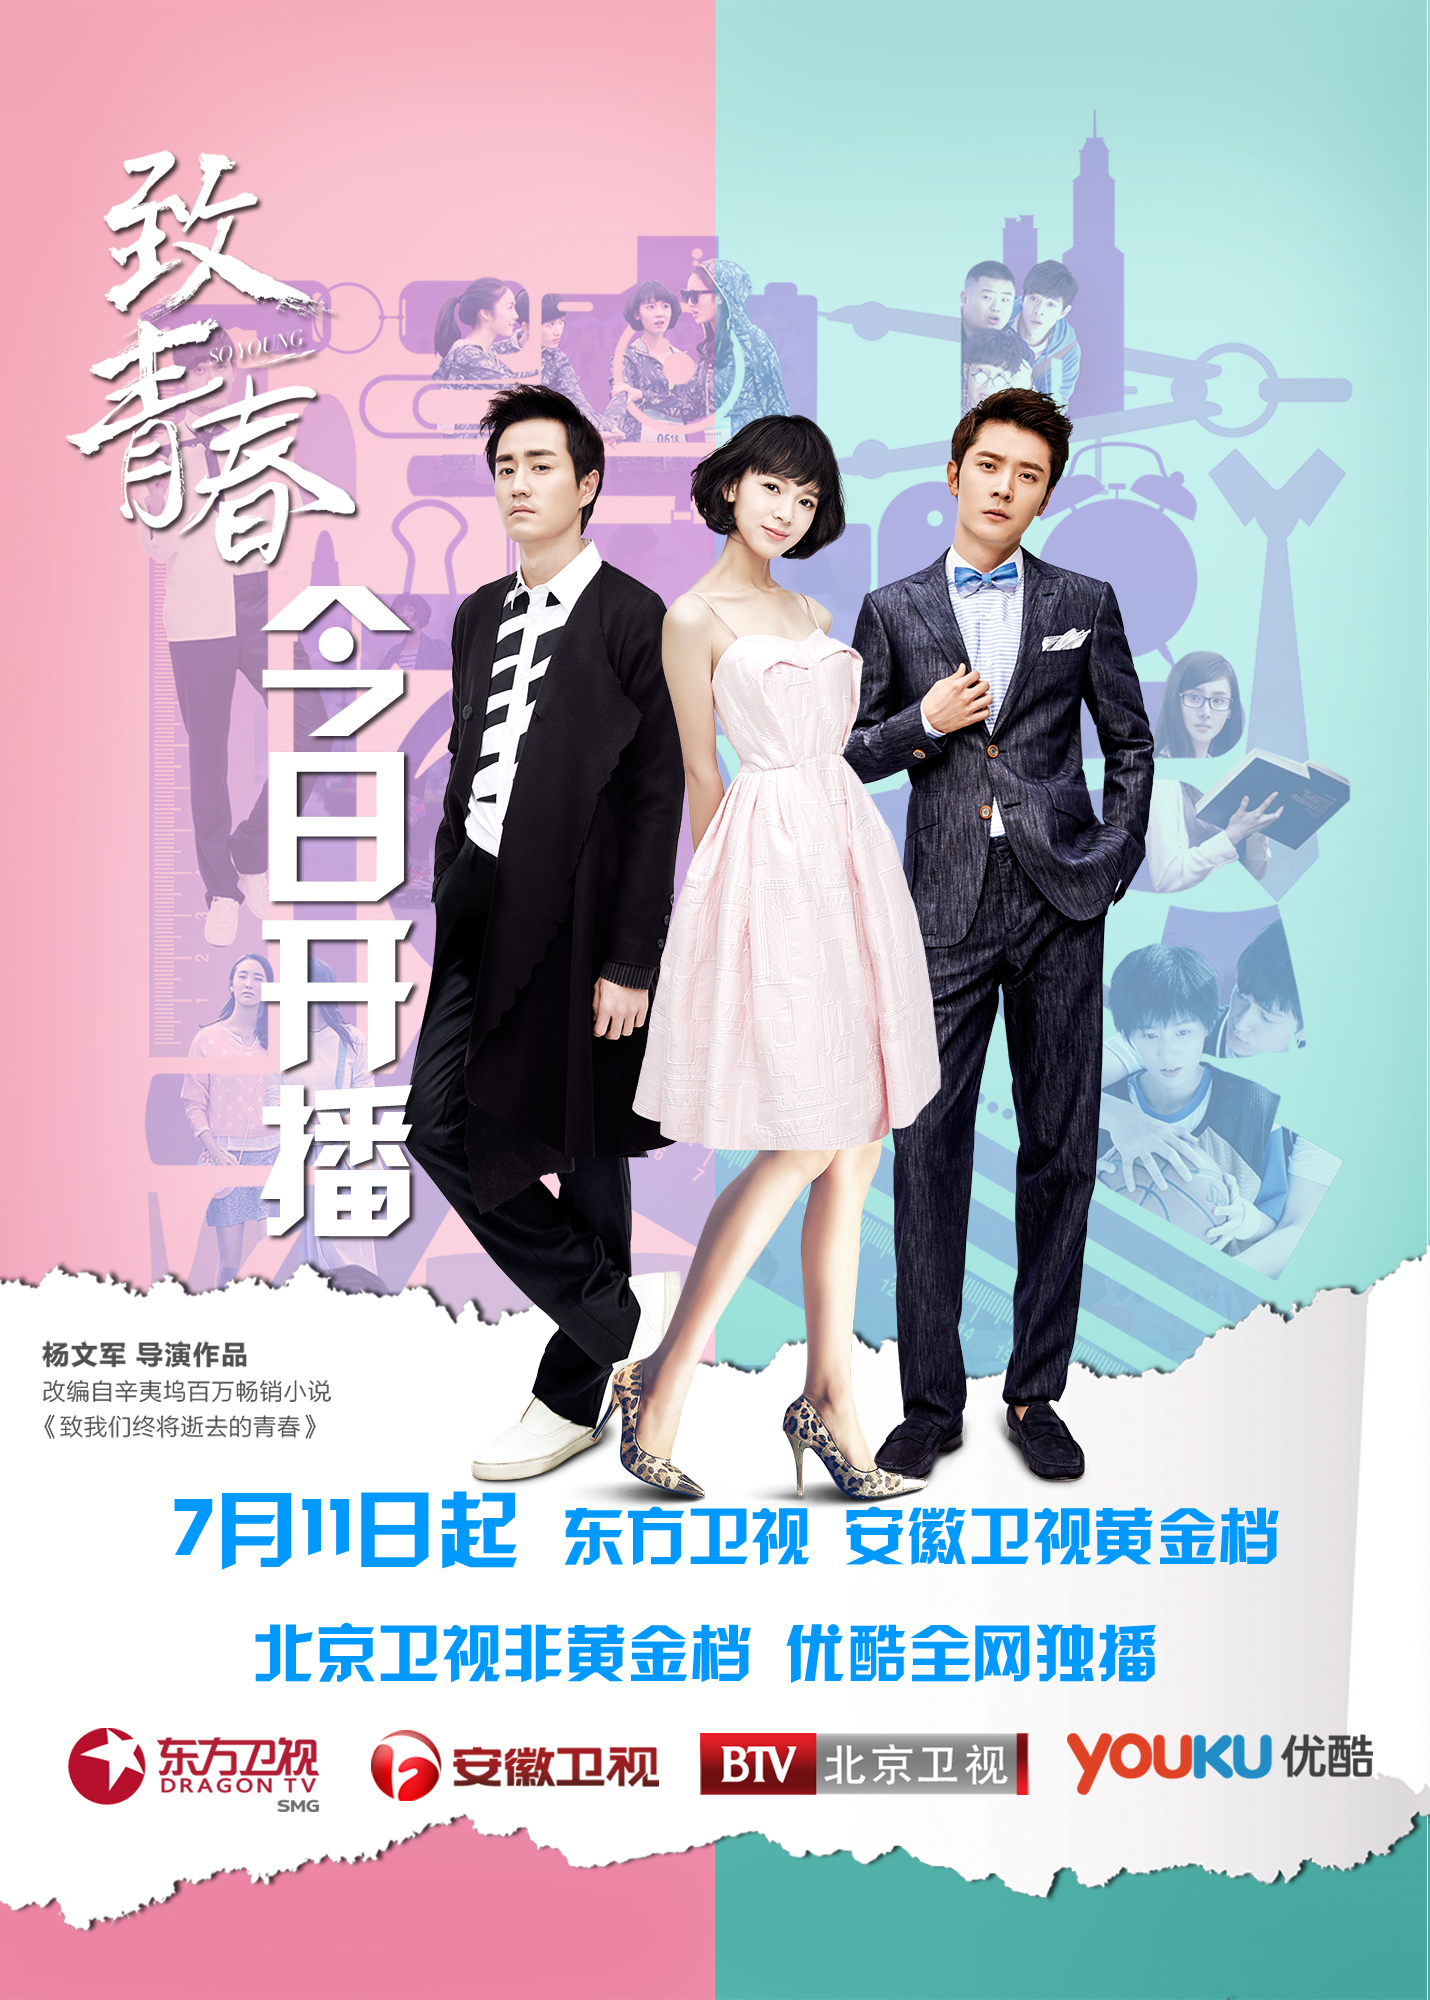 致
青春
SO YOUNG
今日开播
0618
杨文军 导演作品
改编自辛夷坞百万畅销小说
《致我们终将逝去的青春》
7月11日起 东方卫视 安徽卫视黄金档
北京卫视非黄金档 优酷全网独播
东方卫视
DRAGON TV
SMG
安徽卫视
BTV 北京卫视
YOUKU 优酷